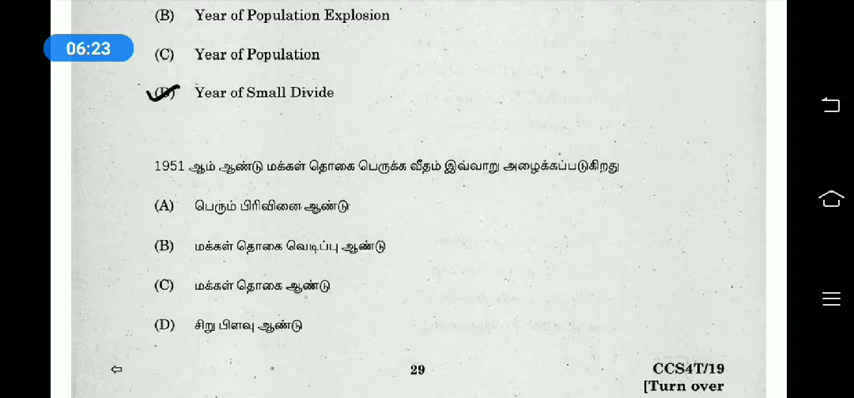 (B) Year of Population Explosion
06:23
(C) Year of Population
(D) Year of Small Divide
1951 ஆம் ஆண்டு மக்கள் தொகை பெருக்க வீதம் இவ்வாறு அழைக்கப்படுகிறது
(A) பெரும் பிரிவினை ஆண்டு
(B) மக்கள் தொகை வெடிப்பு ஆண்டு
(C) மக்கள் தொகை ஆண்டு
(D) சிறு பிளவு ஆண்டு
29
CCS4T/19
[Turn over